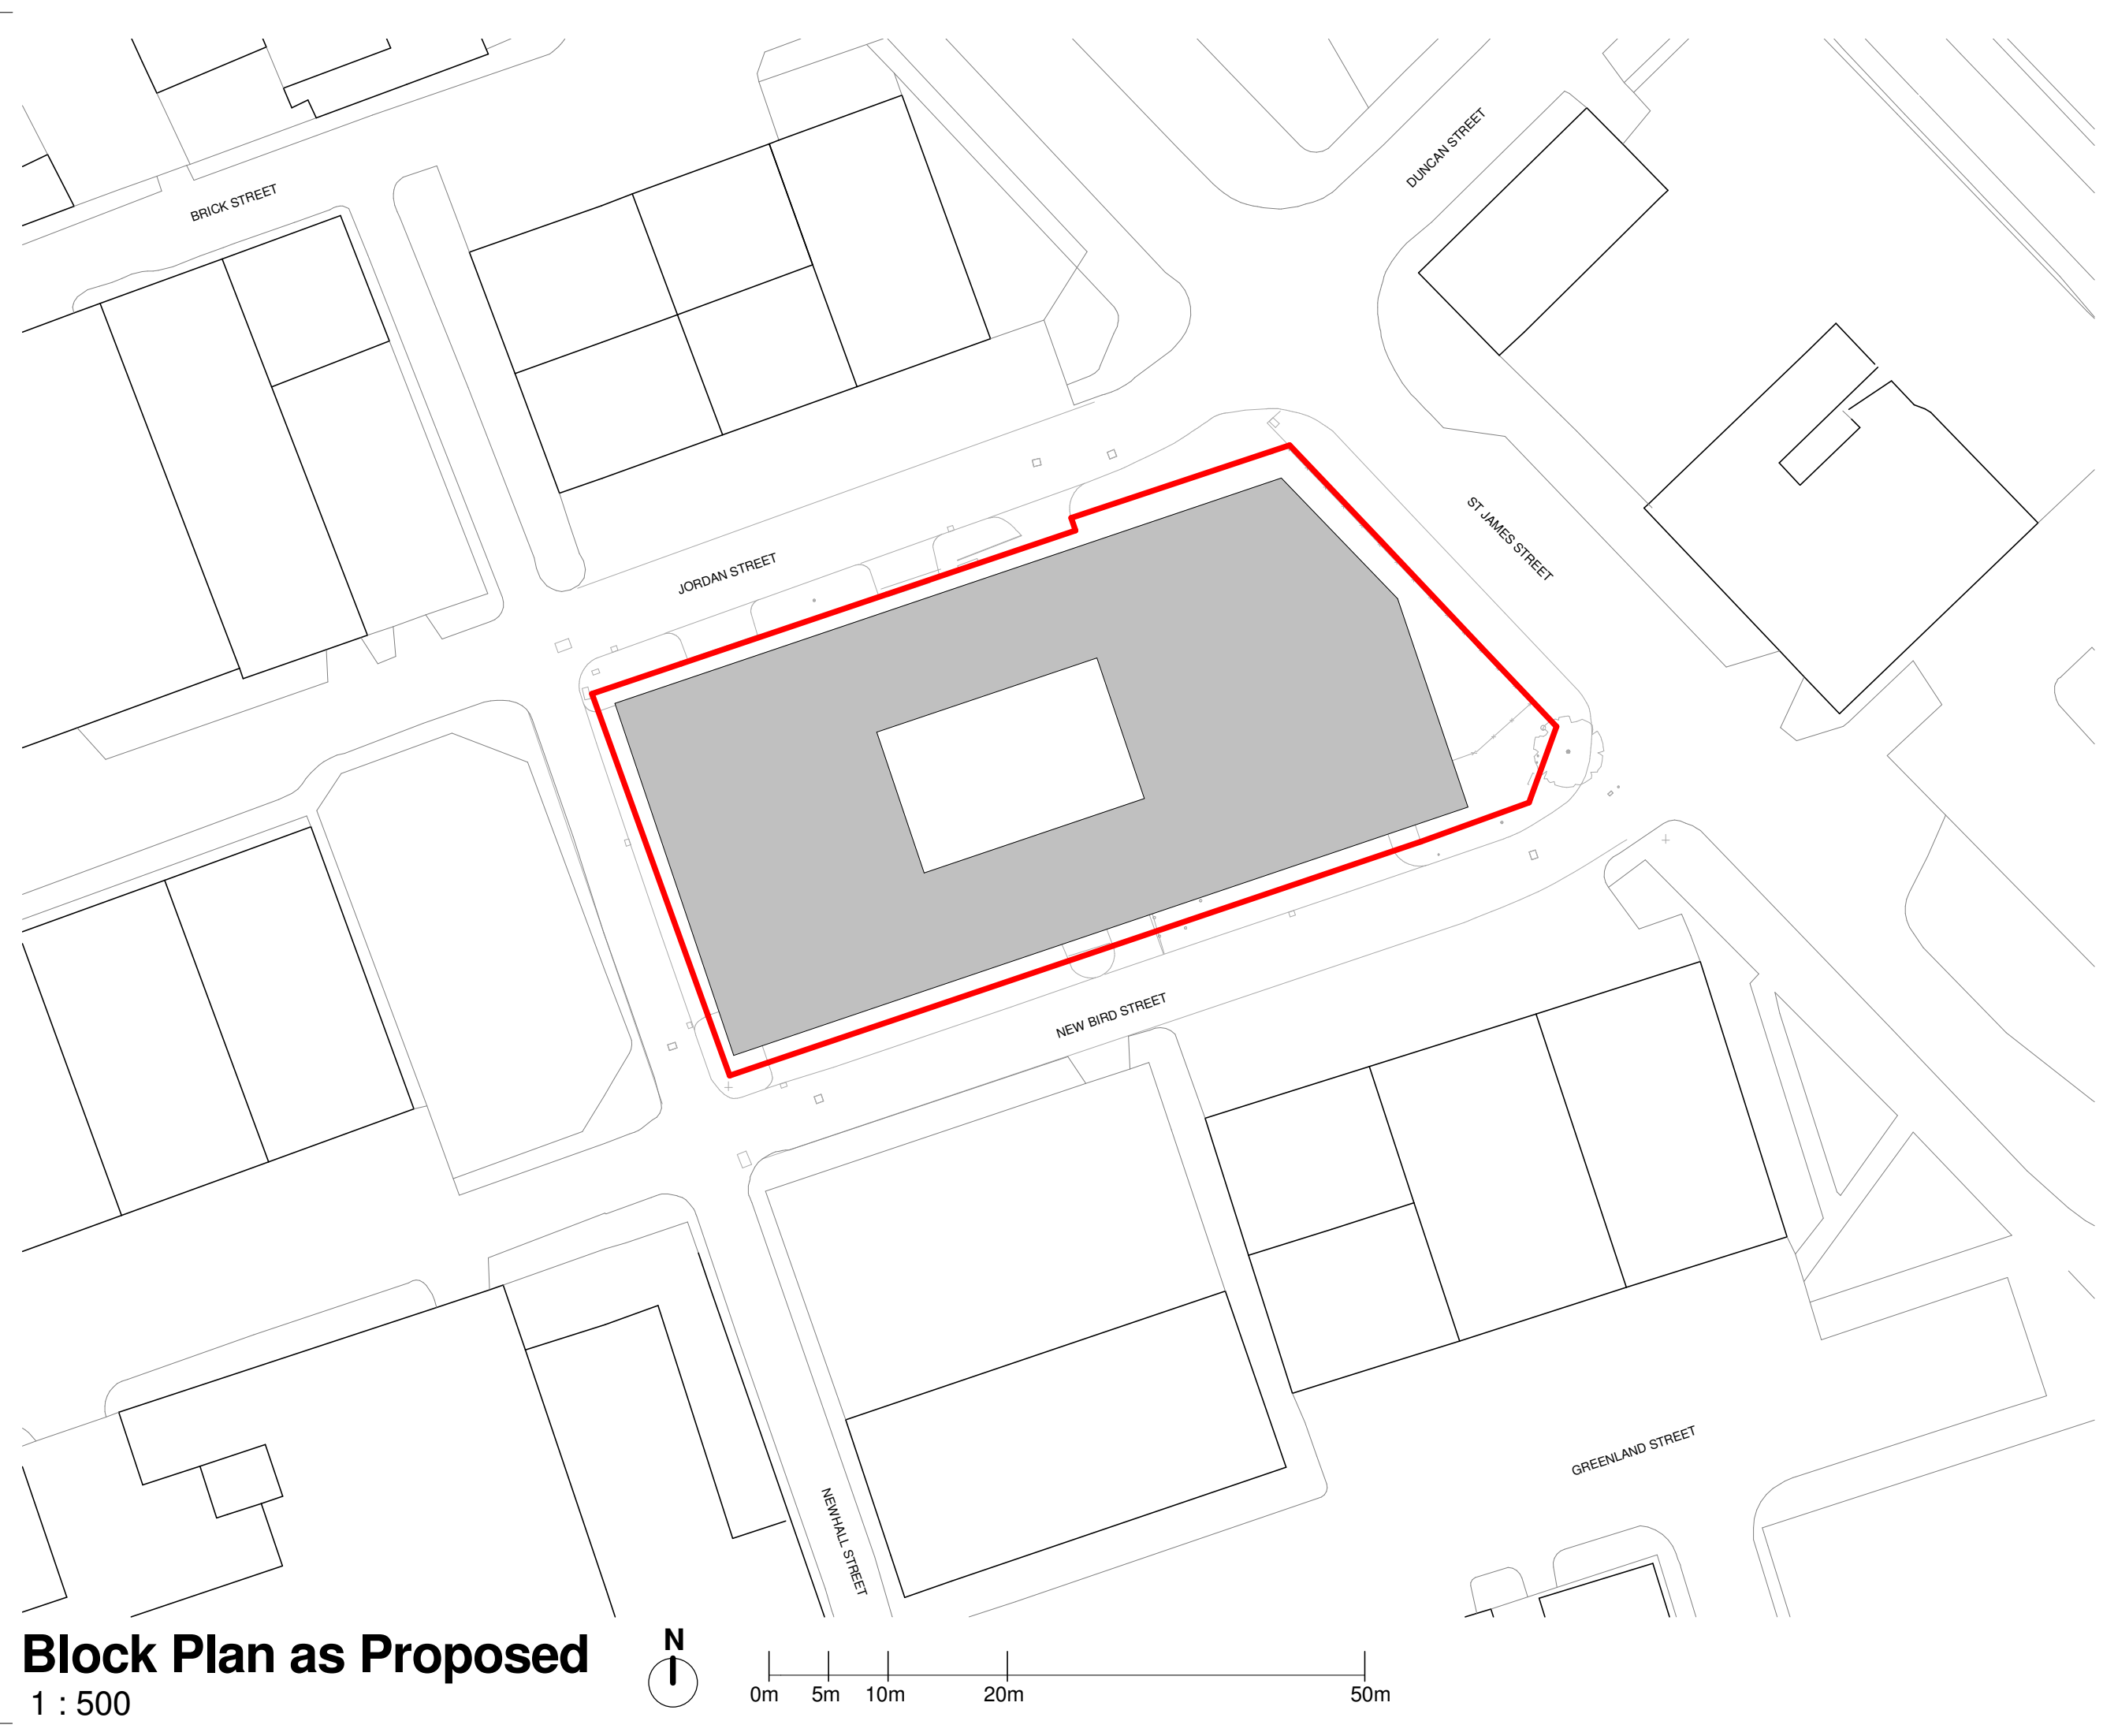 DUNCAN STREET
BRICK STREET
ST JAMES STREET
JORDAN STREET
NEW BIRD STREET
GREENLAND STREET
NEWHALL STREET
Block Plan as Proposed
1 : 500
N
0m 5m 10m 20m 50m